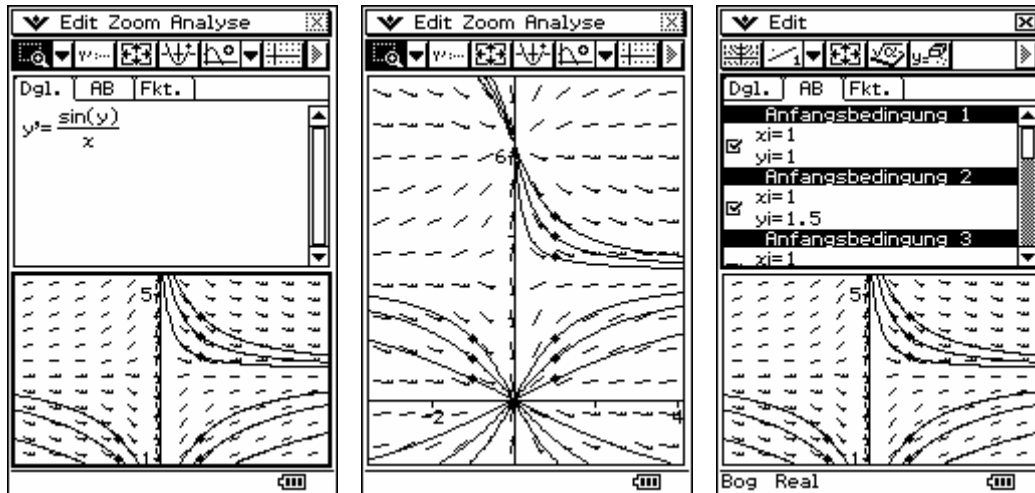 Edit Zoom Analyse
Dgl. AB Fkt.
y'=sin(y)/x
5
1
Edit Zoom Analyse
6
-2
4
Edit
Dgl. AB Fkt.
Anfangsbedingung 1
xi=1
yi=1
Anfangsbedingung 2
xi=1
yi=1.5
Anfangsbedingung 3
xi=1
5
1
Bog Real